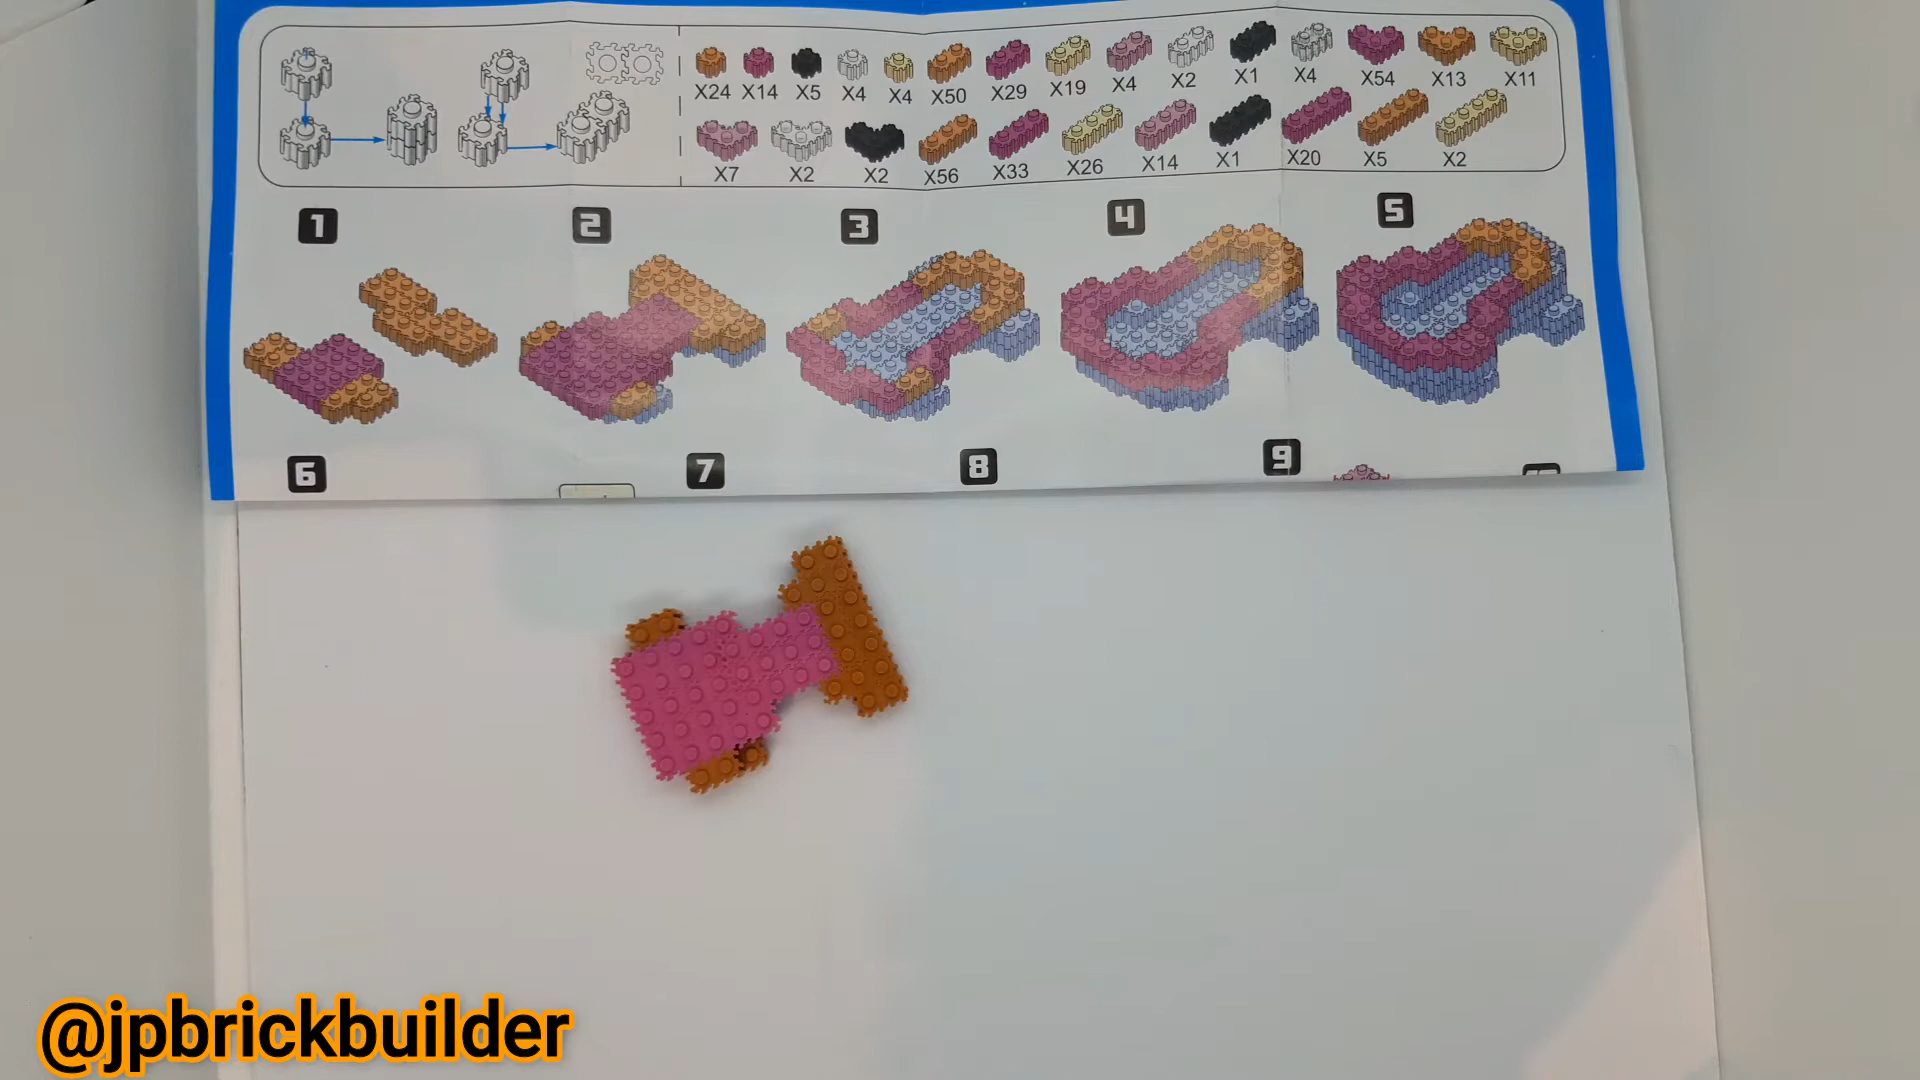 X24 X14 X5 X4 X4 X50 X29 X19 X4 X2 X1 X4 X54 X13 X11
X7 X2 X2 X56 X33 X26 X14 X1 X20 X5 X2
1 2 3 4 5
6 7 8 9
@jpbrickbuilder